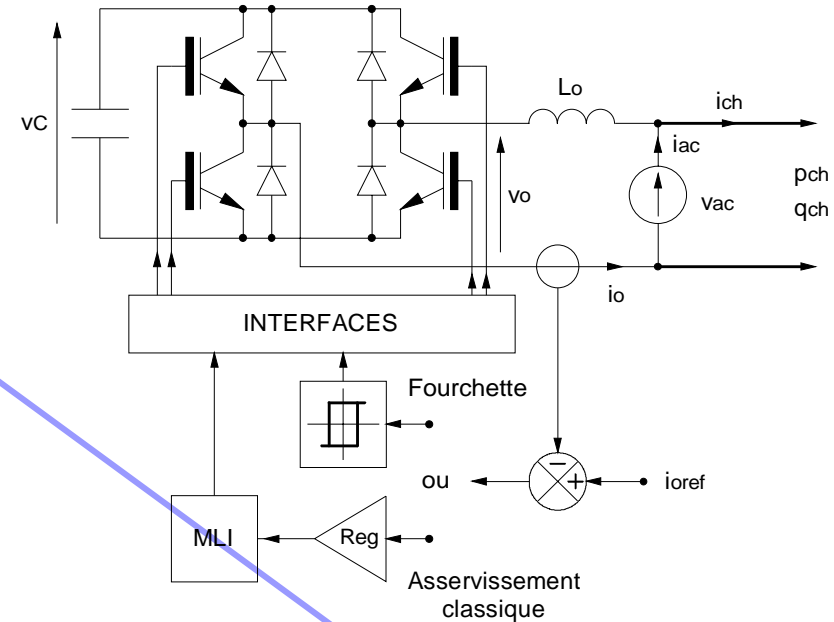 vC
Lo
ich
iac
vo
vac
pch
qch
io
INTERFACES
Fourchette
ou
ioref
MLI
Reg
Asservissement
classique